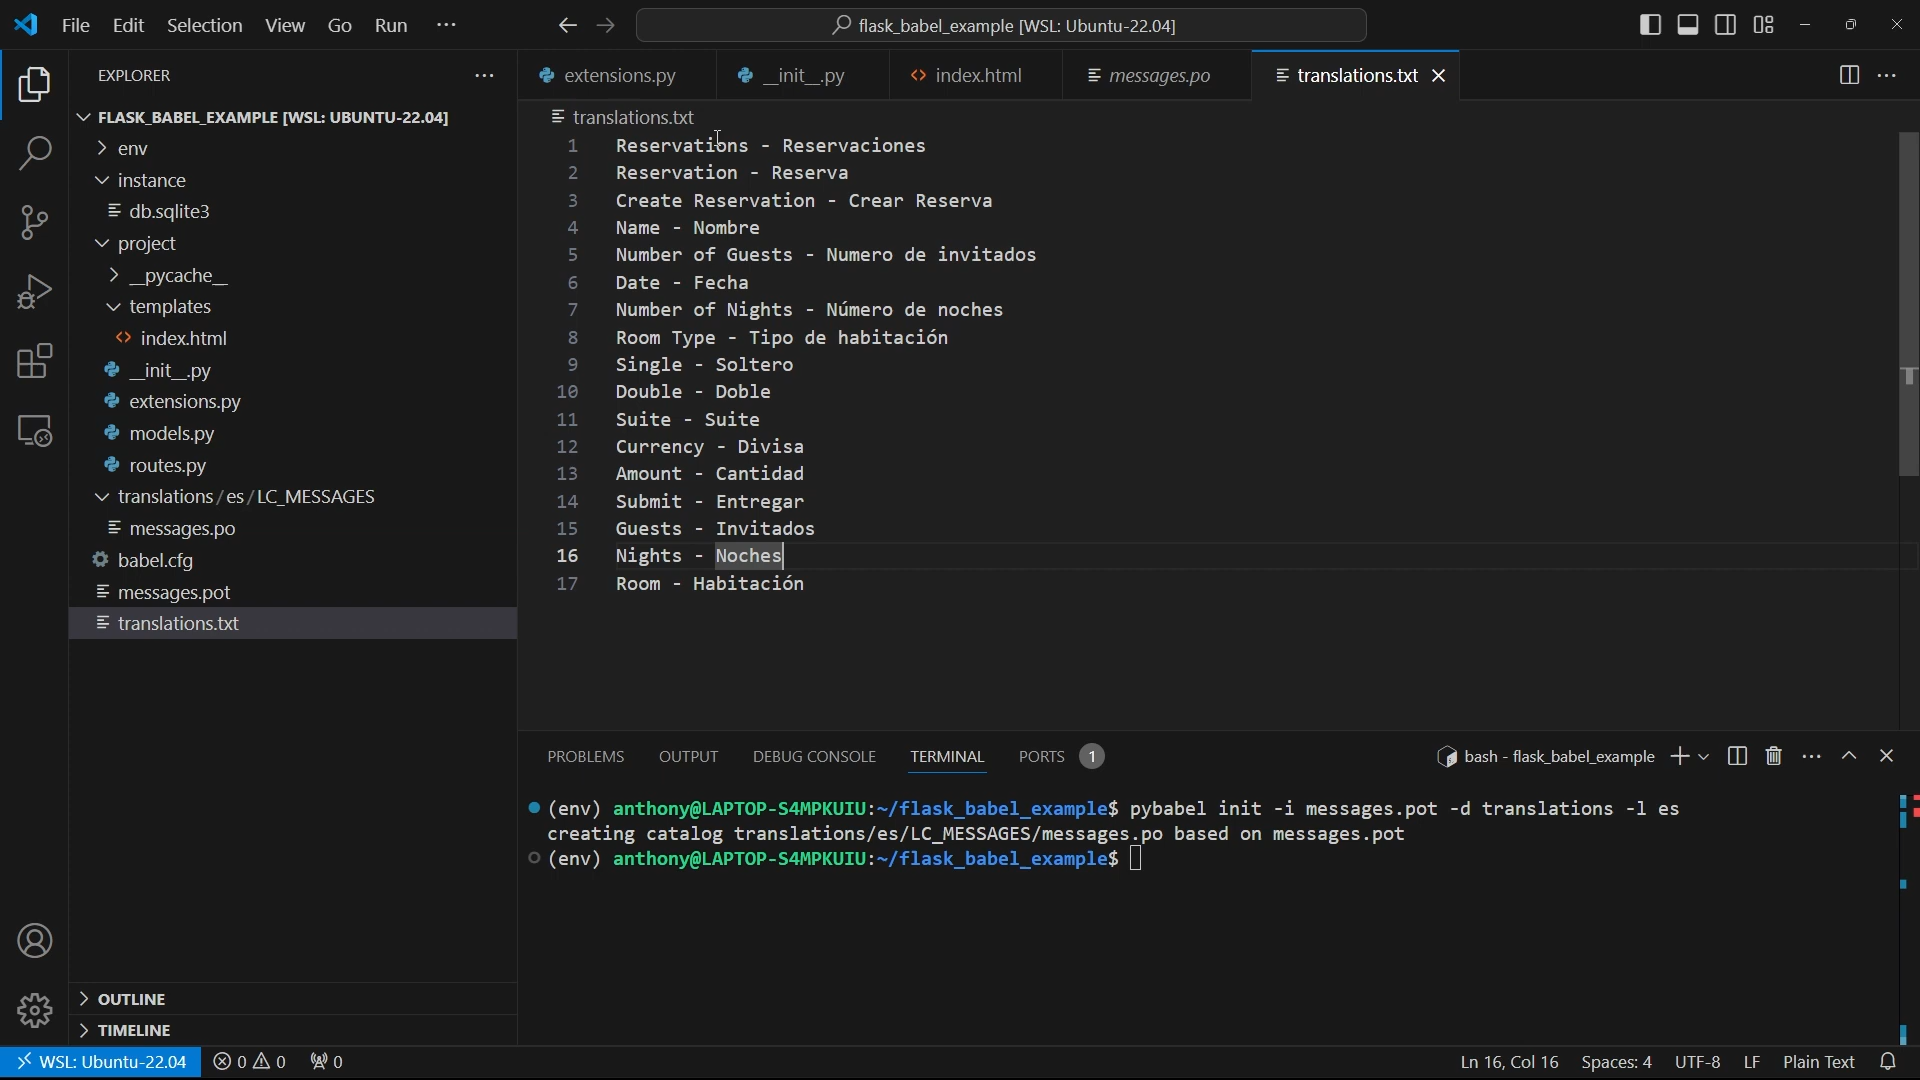 File Edit Selection View Go Run ···
flask_babel_example [WSL: Ubuntu-22.04]
EXPLORER
FLASK_BABEL_EXAMPLE [WSL: UBUNTU-22.04]
env
instance
db.sqlite3
project
__pycache__
templates
index.html
__init__.py
extensions.py
models.py
routes.py
translations/es/LC_MESSAGES
messages.po
babel.cfg
messages.pot
translations.txt
OUTLINE
TIMELINE
extensions.py __init__.py index.html messages.po translations.txt
translations.txt
1 Reservations - Reservaciones
2 Reservation - Reserva
3 Create Reservation - Crear Reserva
4 Name - Nombre
5 Number of Guests - Numero de invitados
6 Date - Fecha
7 Number of Nights - Número de noches
8 Room Type - Tipo de habitación
9 Single - Soltero
10 Double - Doble
11 Suite - Suite
12 Currency - Divisa
13 Amount - Cantidad
14 Submit - Entregar
15 Guests - Invitados
16 Nights - Noches
17 Room - Habitación
PROBLEMS OUTPUT DEBUG CONSOLE TERMINAL PORTS 1
bash - flask_babel_example
(env) anthony@LAPTOP-S4MPKUIU:~/flask_babel_example$ pybabel init -i messages.pot -d translations -l es
creating catalog translations/es/LC_MESSAGES/messages.po based on messages.pot
(env) anthony@LAPTOP-S4MPKUIU:~/flask_babel_example$
WSL: Ubuntu-22.04 0 0 0 Ln 16, Col 16 Spaces: 4 UTF-8 LF Plain Text